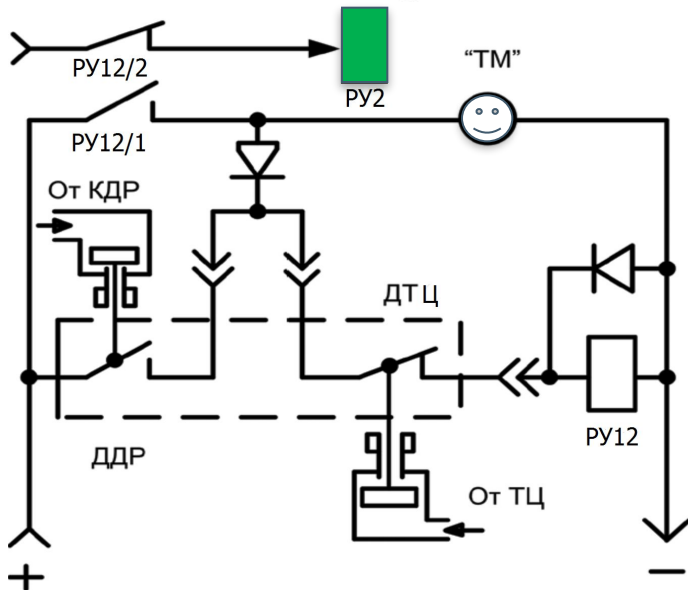 РУ12/2
РУ2
“ТМ”
РУ12/1
От КДР
ДТЦ
РУ12
ДДР
От ТЦ
+
−